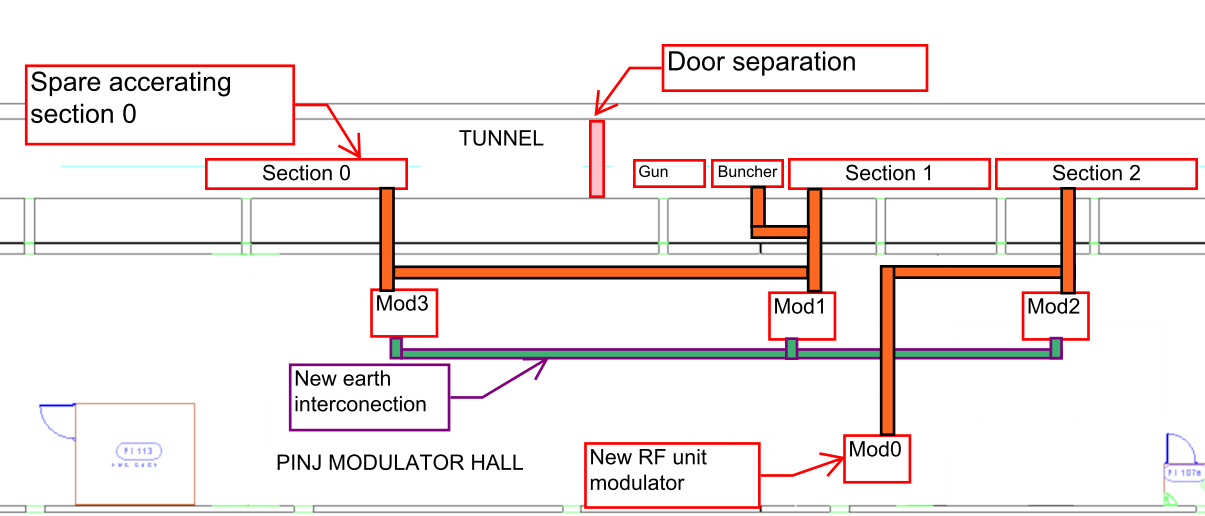 Door separation
Spare accerating
section 0
TUNNEL
Section 0
Gun
Buncher
Section 1
Section 2
Mod3
Mod1
Mod2
New earth
interconection
Mod0
New RF unit
modulator
PINJ MODULATOR HALL